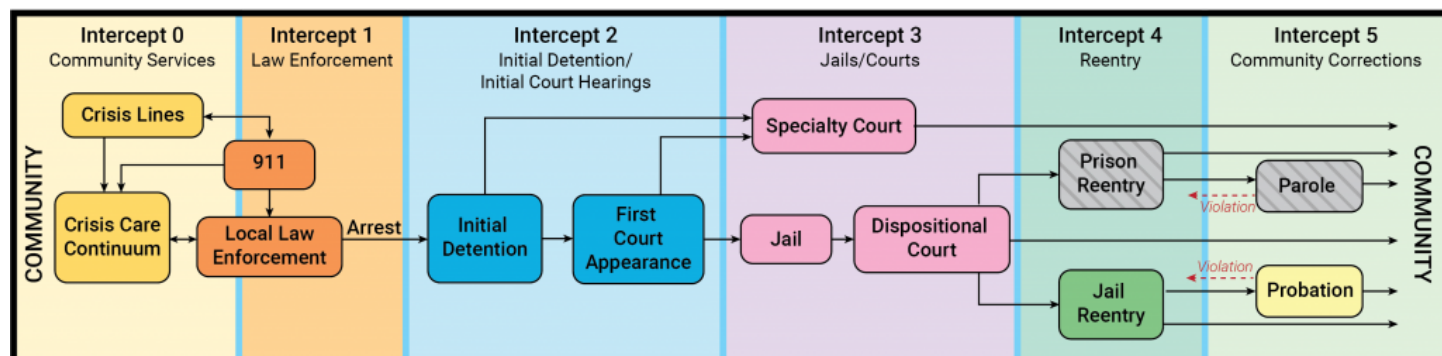 Intercept 0
Community Services
Intercept 1
Law Enforcement
Intercept 2
Initial Detention/
Initial Court Hearings
Intercept 3
Jails/Courts
Intercept 4
Reentry
Intercept 5
Community Corrections
COMMUNITY
Crisis Lines
911
Crisis Care
Continuum
Local Law
Enforcement
Arrest
Initial
Detention
First
Court
Appearance
Specialty Court
Jail
Dispositional
Court
Prison
Reentry
Parole
Violation
Jail
Reentry
Violation
Probation
COMMUNITY